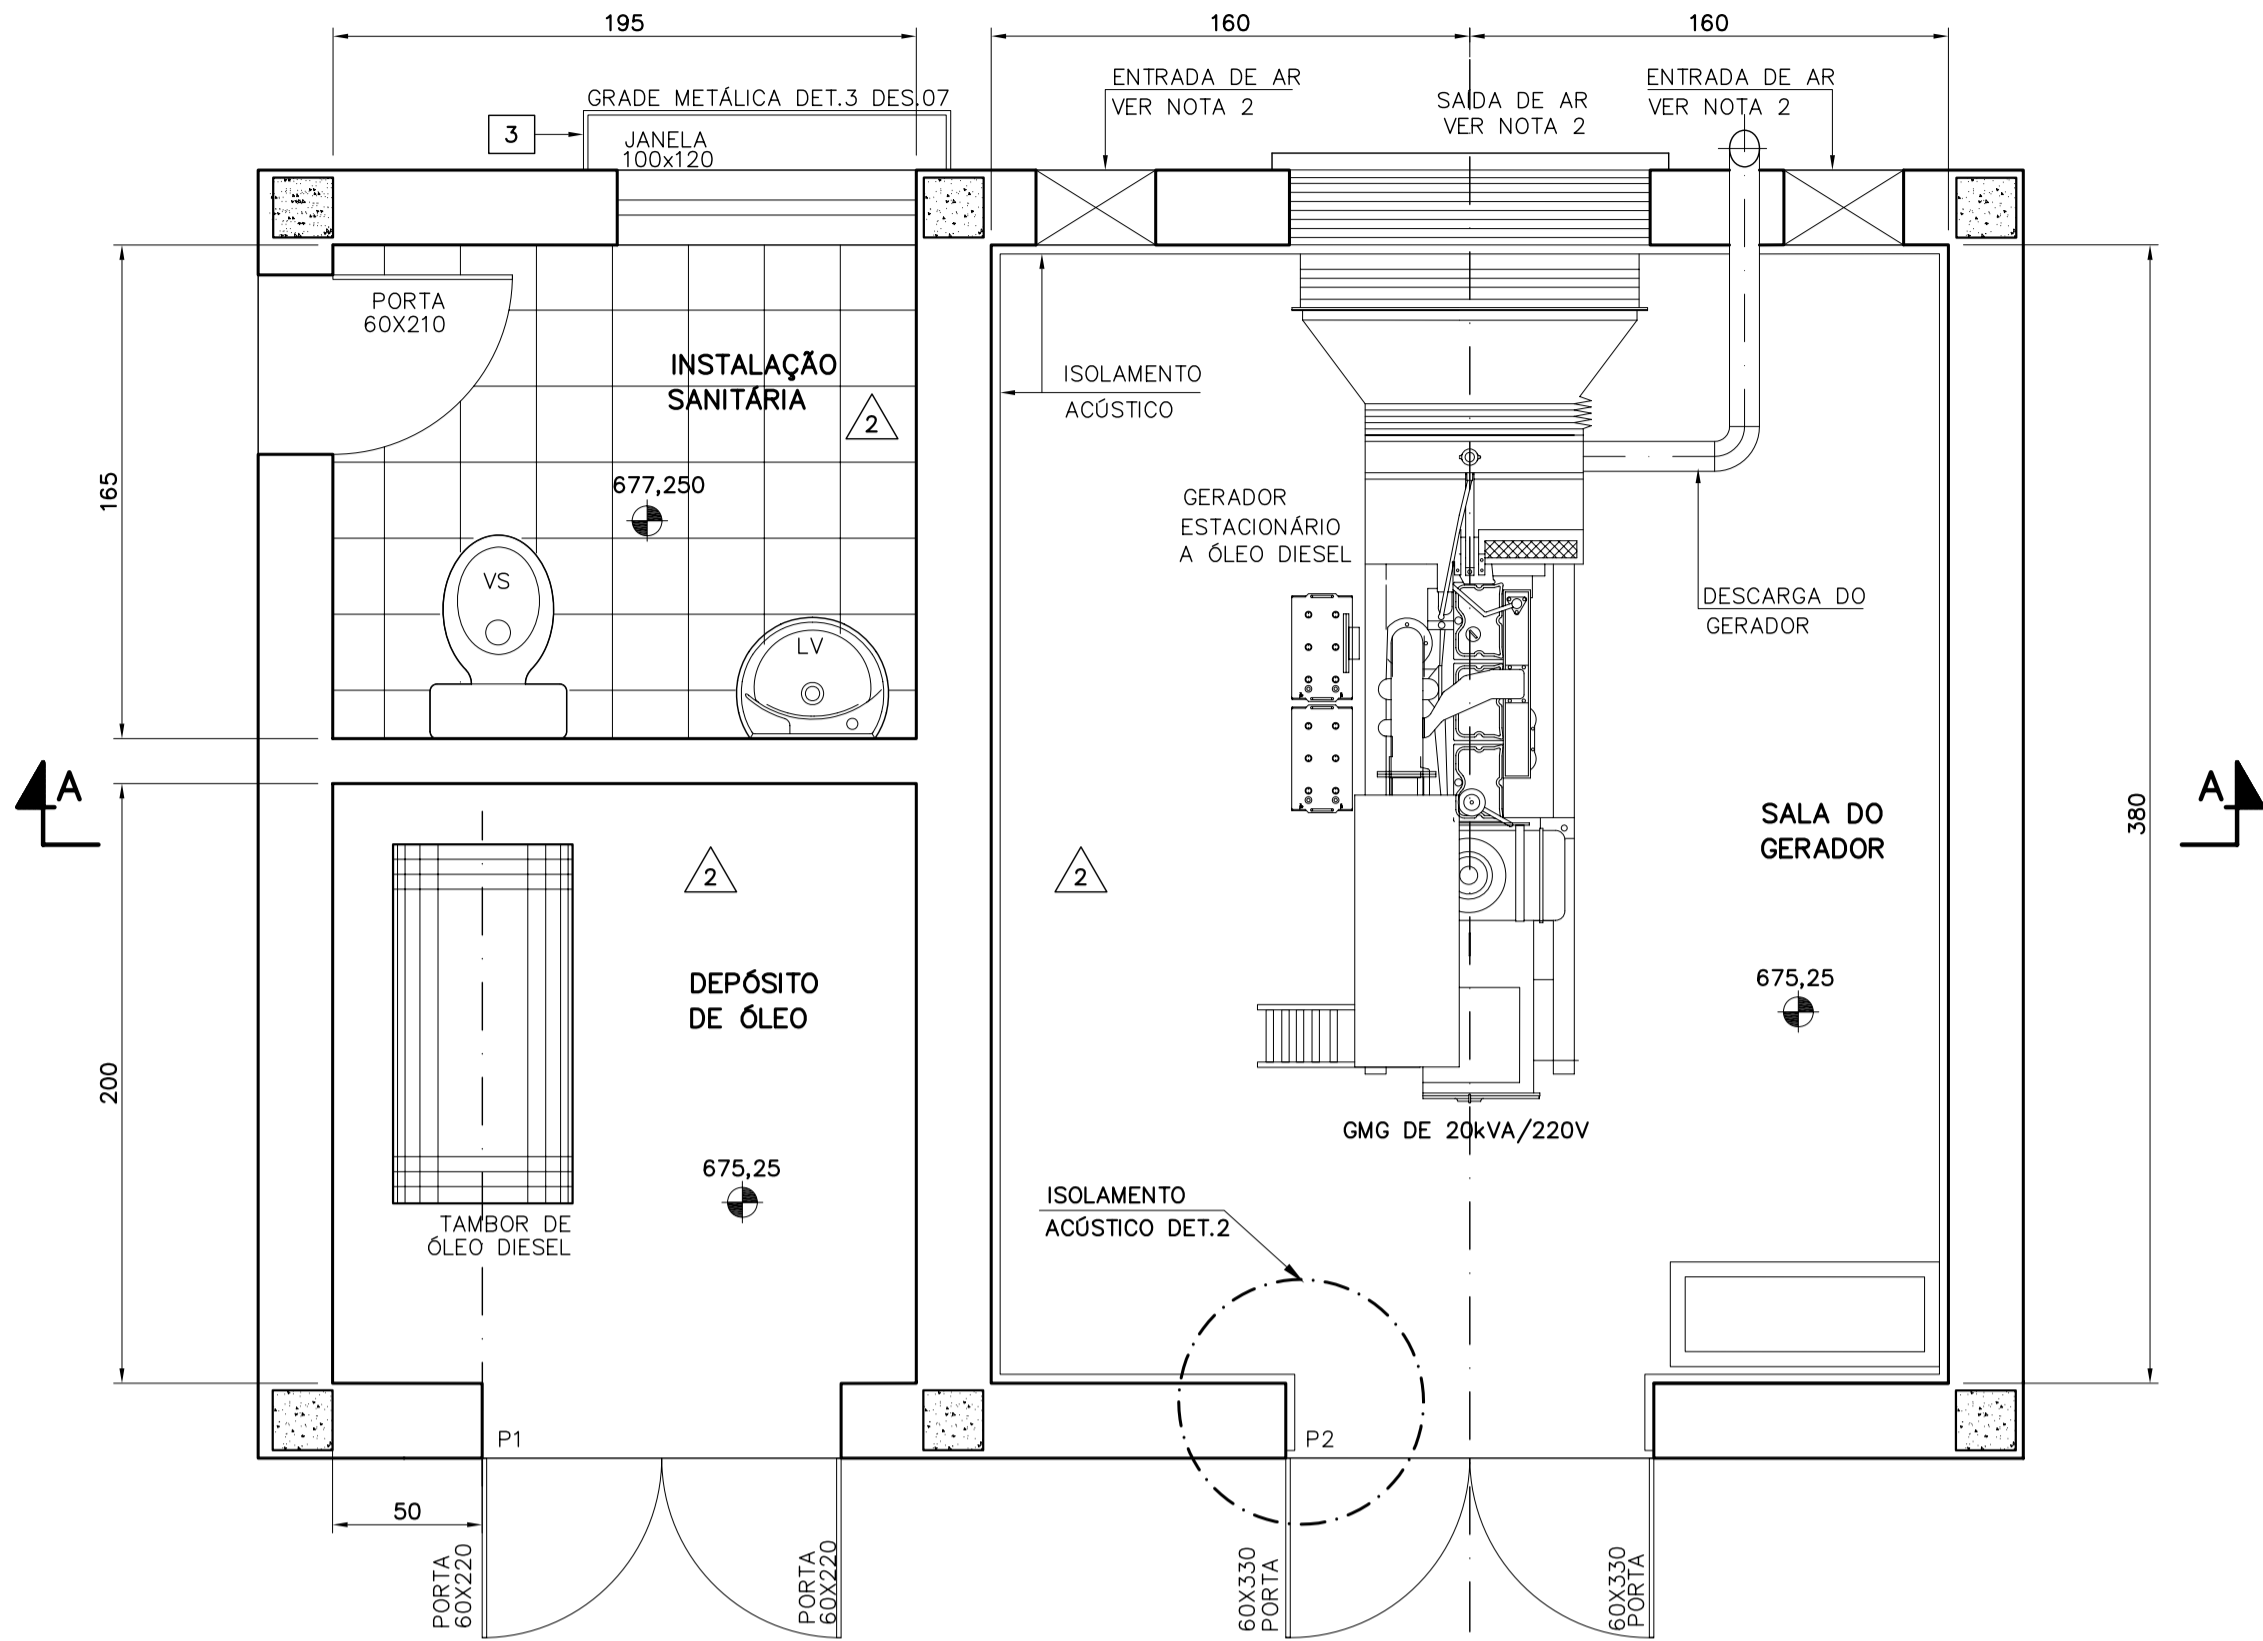 195
160
160
GRADE METÁLICA DET.3 DES.07
3
JANELA
100x120
ENTRADA DE AR
VER NOTA 2
SAÍDA DE AR
VER NOTA 2
ENTRADA DE AR
VER NOTA 2
PORTA
60X210
INSTALAÇÃO
SANITÁRIA
2
677,250
165
VS
LV
ISOLAMENTO
ACÚSTICO
GERADOR
ESTACIONÁRIO
A ÓLEO DIESEL
DESCARGA DO
GERADOR
A
A
380
SALA DO
GERADOR
675,25
2
2
DEPÓSITO
DE ÓLEO
675,25
200
TAMBOR DE
ÓLEO DIESEL
GMG DE 20kVA/220V
ISOLAMENTO
ACÚSTICO DET.2
P1
P2
50
PORTA
60X220
PORTA
60X220
60X330
PORTA
60X330
PORTA